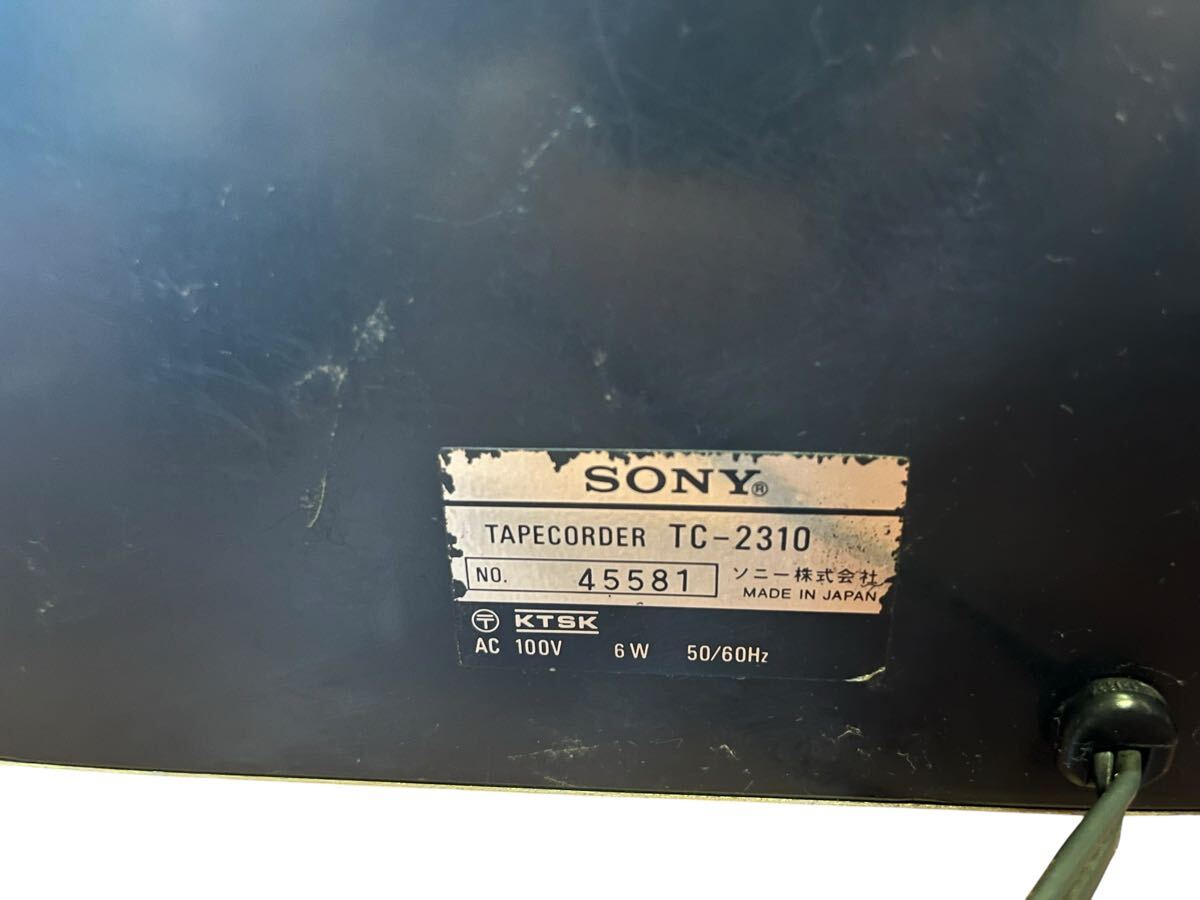 SONY®
TAPECORDER TC-2310
NO. 45581 ソニー株式会社
MADE IN JAPAN
〒 KTSK
AC 100V 6W 50/60Hz